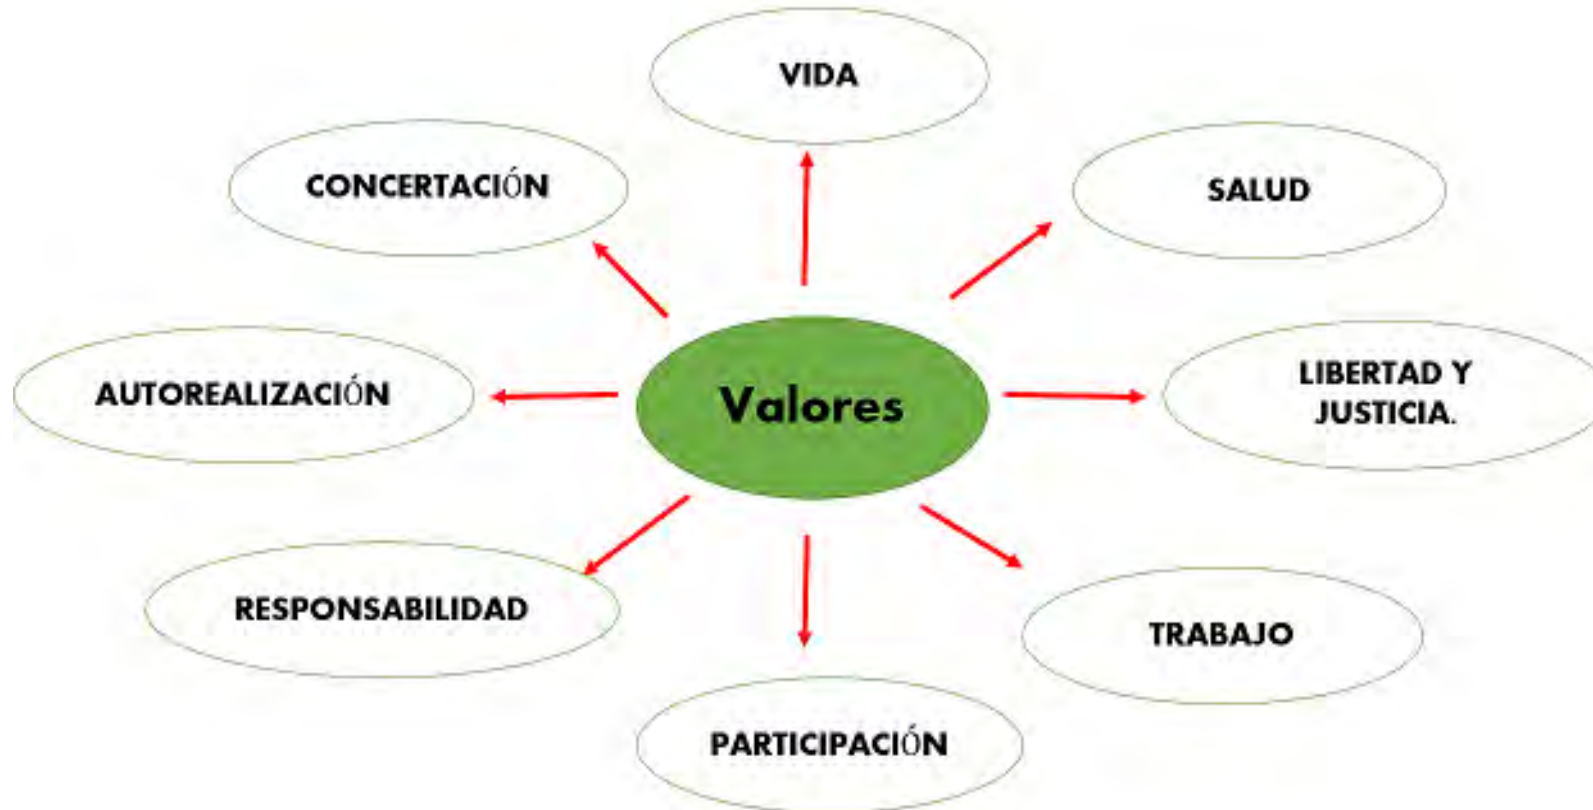 VIDA
CONCERTACIÓN
SALUD
AUTOREALIZACIÓN
Valores
LIBERTAD Y
JUSTICIA.
RESPONSABILIDAD
TRABAJO
PARTICIPACIÓN